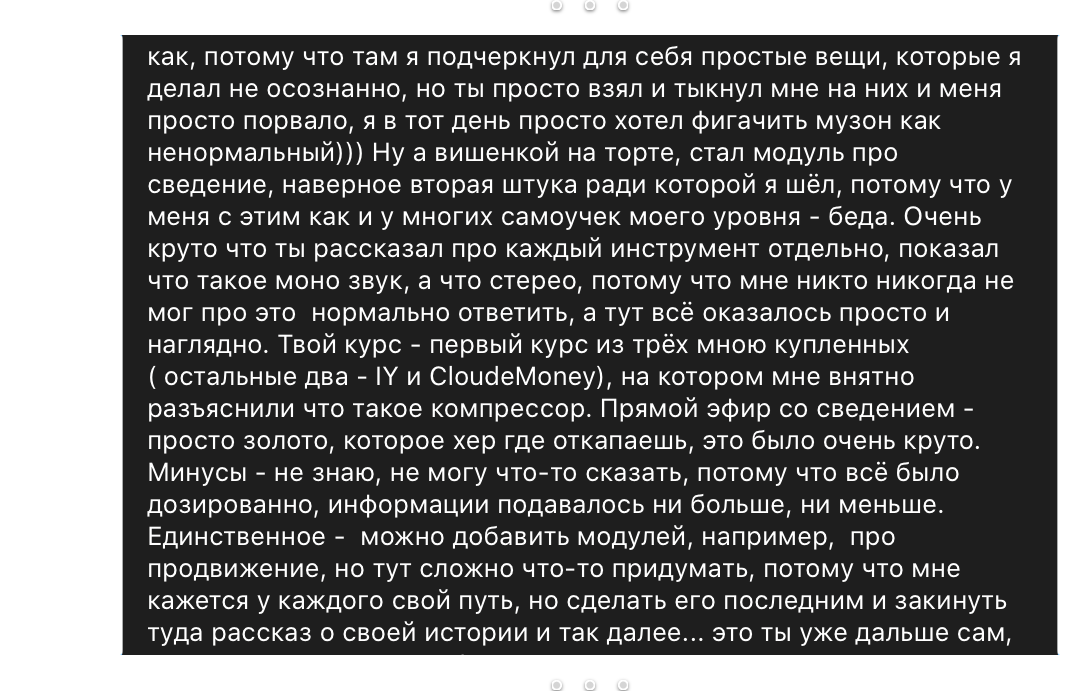 как, потому что там я подчеркнул для себя простые вещи, которые я
делал не осознанно, но ты просто взял и тыкнул мне на них и меня
просто порвало, я в тот день просто хотел фигачить музон как
ненормальный))) Ну а вишенкой на торте, стал модуль про
сведение, наверное вторая штука ради которой я шёл, потому что у
меня с этим как и у многих самоучек моего уровня - беда. Очень
круто что ты рассказал про каждый инструмент отдельно, показал
что такое моно звук, а что стерео, потому что мне никто никогда не
мог про это  нормально ответить, а тут всё оказалось просто и
наглядно. Твой курс - первый курс из трёх мною купленных
( остальные два - IY и CloudeMoney), на котором мне внятно
разъяснили что такое компрессор. Прямой эфир со сведением -
просто золото, которое хер где откапаешь, это было очень круто.
Минусы - не знаю, не могу что-то сказать, потому что всё было
дозированно, информации подавалось ни больше, ни меньше.
Единственное -  можно добавить модулей, например,  про
продвижение, но тут сложно что-то придумать, потому что мне
кажется у каждого свой путь, но сделать его последним и закинуть
туда рассказ о своей истории и так далее... это ты уже дальше сам,